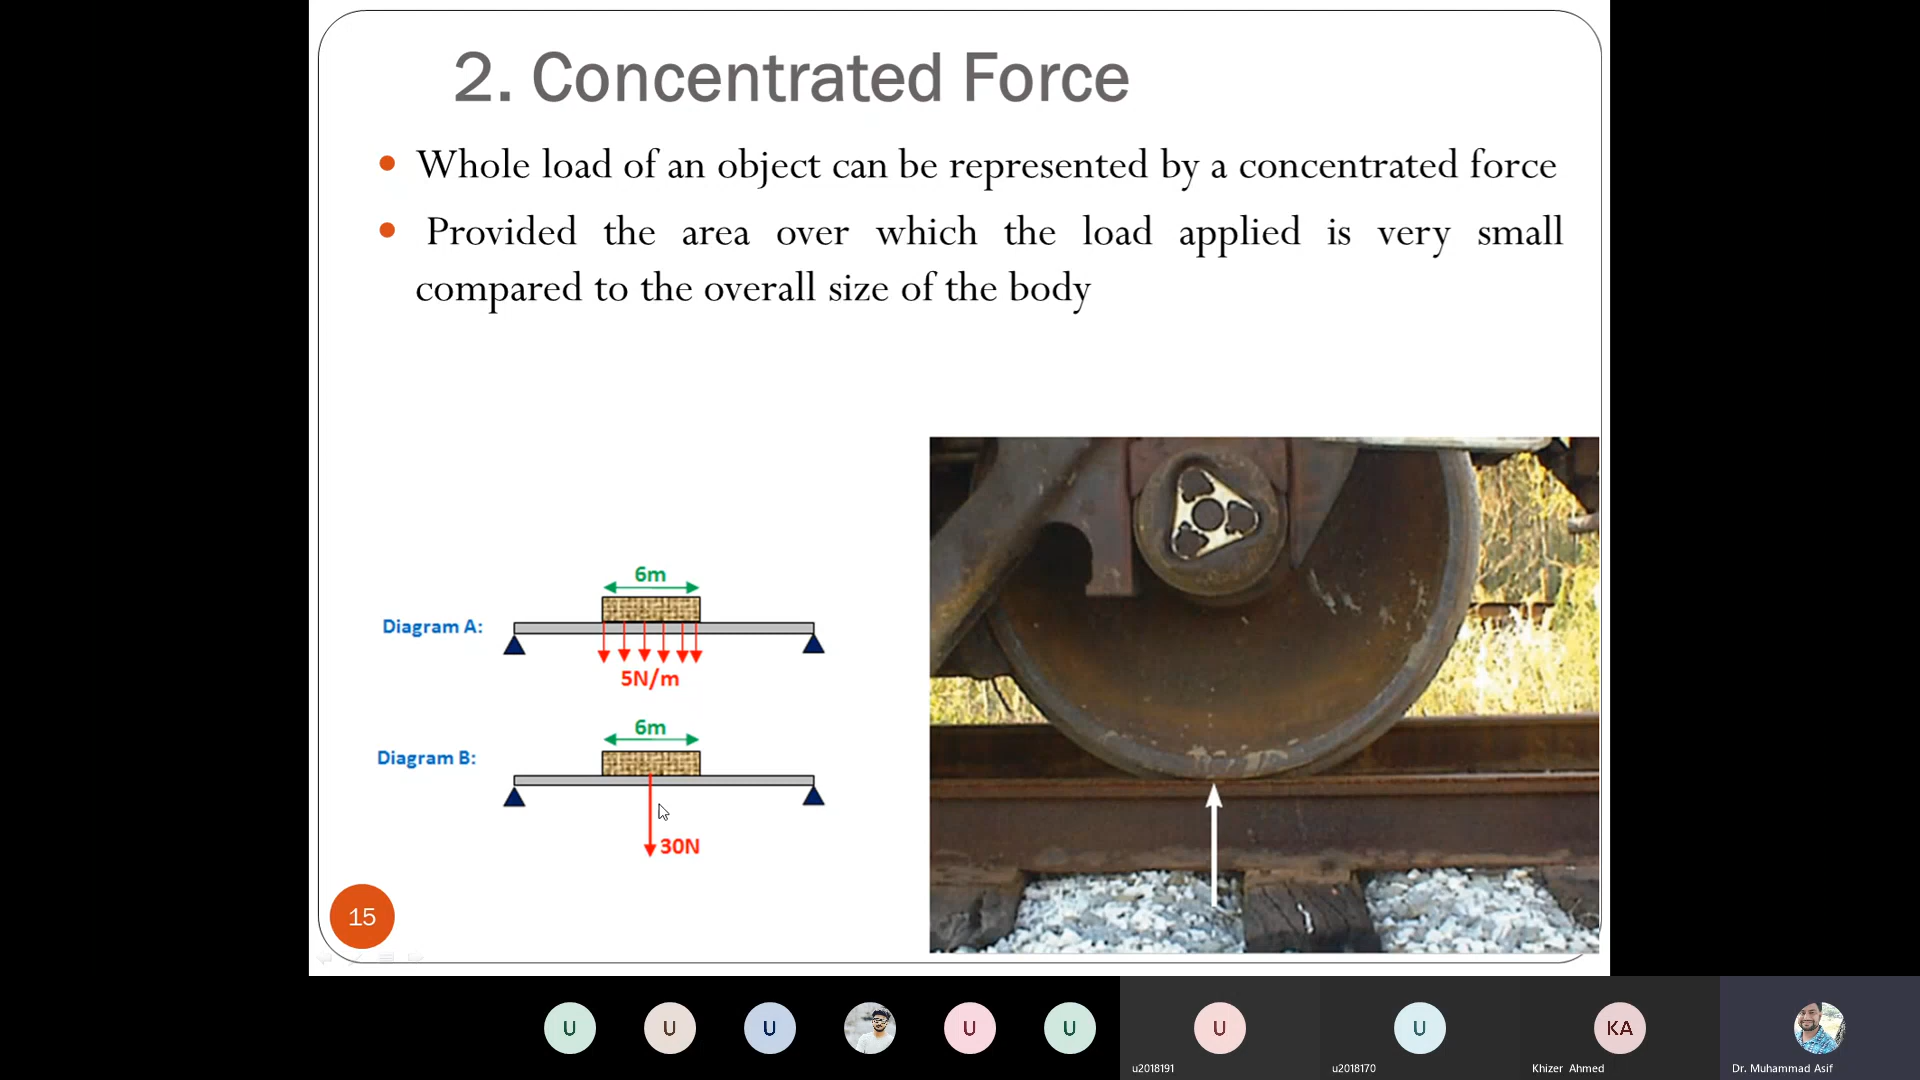 2. Concentrated Force
Whole load of an object can be represented by a concentrated force
Provided the area over which the load applied is very small
compared to the overall size of the body
6m
Diagram A:
5N/m
6m
Diagram B:
30N
15
U
U
U
U
U
U
U
KA
u2018191
u2018170
Khizer Ahmed
Dr. Muhammad Asif